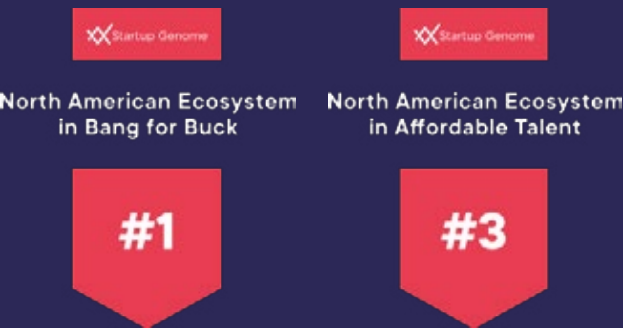 Startup Genome
North American Ecosystem
in Bang for Buck
#1
Startup Genome
North American Ecosystem
in Affordable Talent
#3